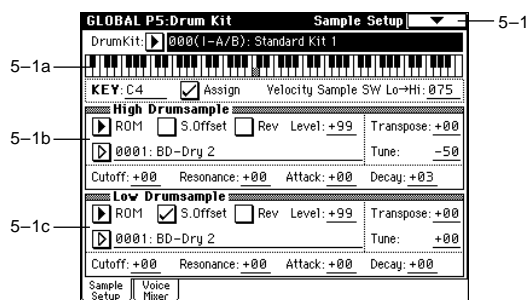 GLOBAL P5:Drum Kit Sample Setup 5–1
DrumKit: 000(I-A/B): Standard Kit 1
5–1a
KEY: C4 Assign Velocity Sample SW Lo→Hi: 075
High Drumsample
5–1b
ROM S.Offset Rev Level: +99 Transpose: +00
0001: BD-Dry 2 Tune: -50
Cutoff: +00 Resonance: +00 Attack: +00 Decay: +03
Low Drumsample
5–1c
ROM S.Offset Rev Level: +99 Transpose: +00
0001: BD-Dry 2 Tune: +00
Cutoff: +00 Resonance: +00 Attack: +00 Decay: +00
Sample Setup Voice Mixer